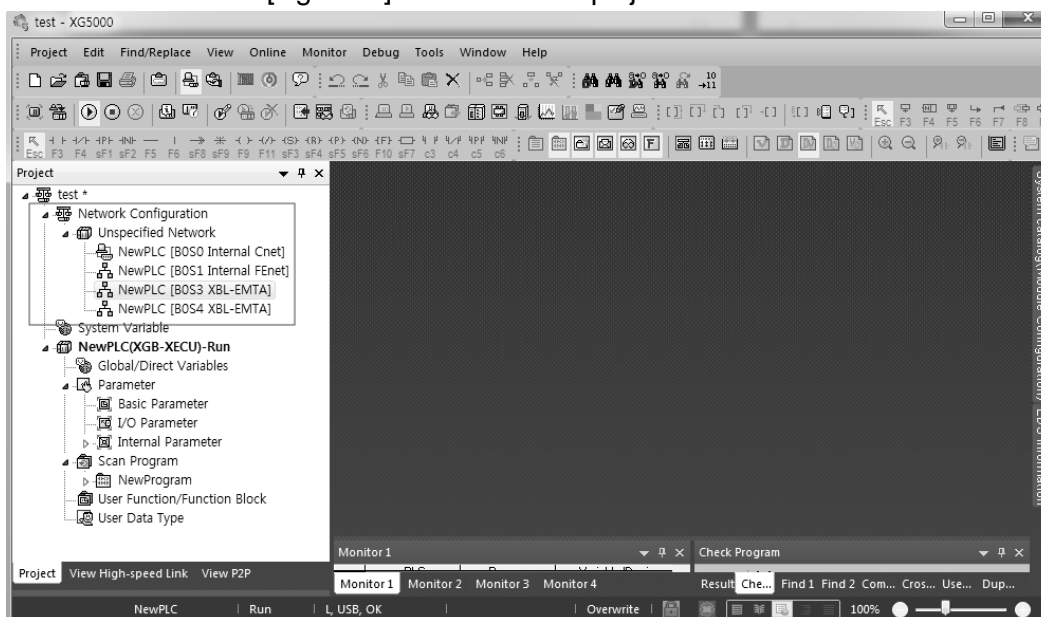 test - XG5000
Project Edit Find/Replace View Online Monitor Debug Tools Window Help
Esc F3 F4 F5 F6 F7 F8
Esc F3 F4 sF1 sF2 F5 F6 sF8 sF9 F9 F11 sF3 sF4 sF5 sF6 F10 sF7 c3 c4 c5 c6
Project
test *
Network Configuration
Unspecified Network
NewPLC [B0S0 Internal Cnet]
NewPLC [B0S1 Internal FEnet]
NewPLC [B0S3 XBL-EMTA]
NewPLC [B0S4 XBL-EMTA]
System Variable
NewPLC(XGB-XECU)-Run
Global/Direct Variables
Parameter
Basic Parameter
I/O Parameter
Internal Parameter
Scan Program
NewProgram
User Function/Function Block
User Data Type
Project View High-speed Link View P2P
Monitor 1
Monitor 1 Monitor 2 Monitor 3 Monitor 4
Check Program
Result Che... Find 1 Find 2 Com... Cros... Use... Dup...
NewPLC Run L, USB, OK Overwrite 100%